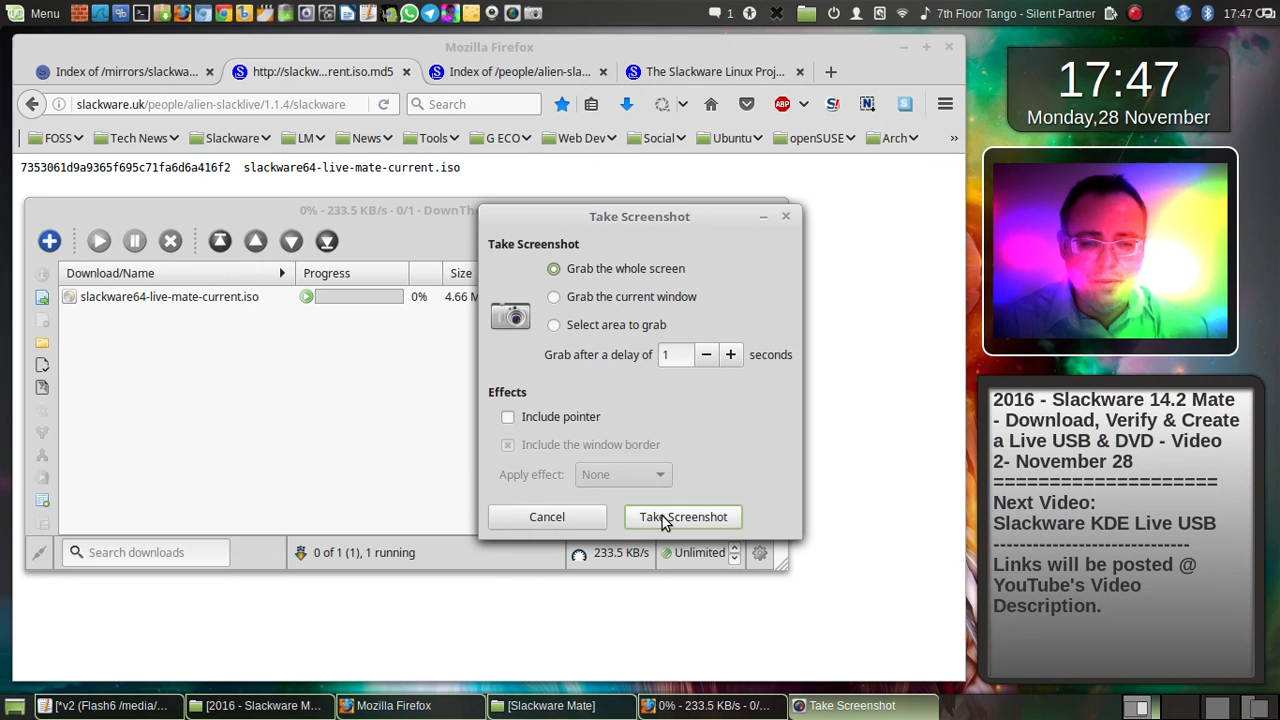 Menu
1
7th Floor Tango - Silent Partner
17:47
Mozilla Firefox
Index of /mirrors/slackwa...
http://slackw...rent.iso.md5
Index of /people/alien-sla...
The Slackware Linux Proj...
slackware.uk/people/alien-slacklive/1.1.4/slackware
Search
ABP
FOSS
Tech News
Slackware
LM
News
Tools
G ECO
Web Dev
Social
Ubuntu
openSUSE
Arch
»
7353061d9a9365f695c71fa6d6a416f2 slackware64-live-mate-current.iso
0% - 233.5 KB/s - 0/1 - DownTh
Download/Name
Progress
Size
slackware64-live-mate-current.iso
0%
4.66 M
Search downloads
0 of 1 (1), 1 running
233.5 KB/s
Unlimited
Take Screenshot
Take Screenshot
Grab the whole screen
Grab the current window
Select area to grab
Grab after a delay of 1 seconds
Effects
Include pointer
Include the window border
Apply effect: None
Cancel
Take Screenshot
17:47
Monday,28 November
2016 - Slackware 14.2 Mate
- Download, Verify & Create
a Live USB & DVD - Video
2- November 28
=====================
Next Video:
Slackware KDE Live USB
------------------------------
Links will be posted @
YouTube's Video
Description.
[*v2 (Flash6 /media/...
[2016 - Slackware M...
Mozilla Firefox
[Slackware Mate]
0% - 233.5 KB/s - 0/...
Take Screenshot